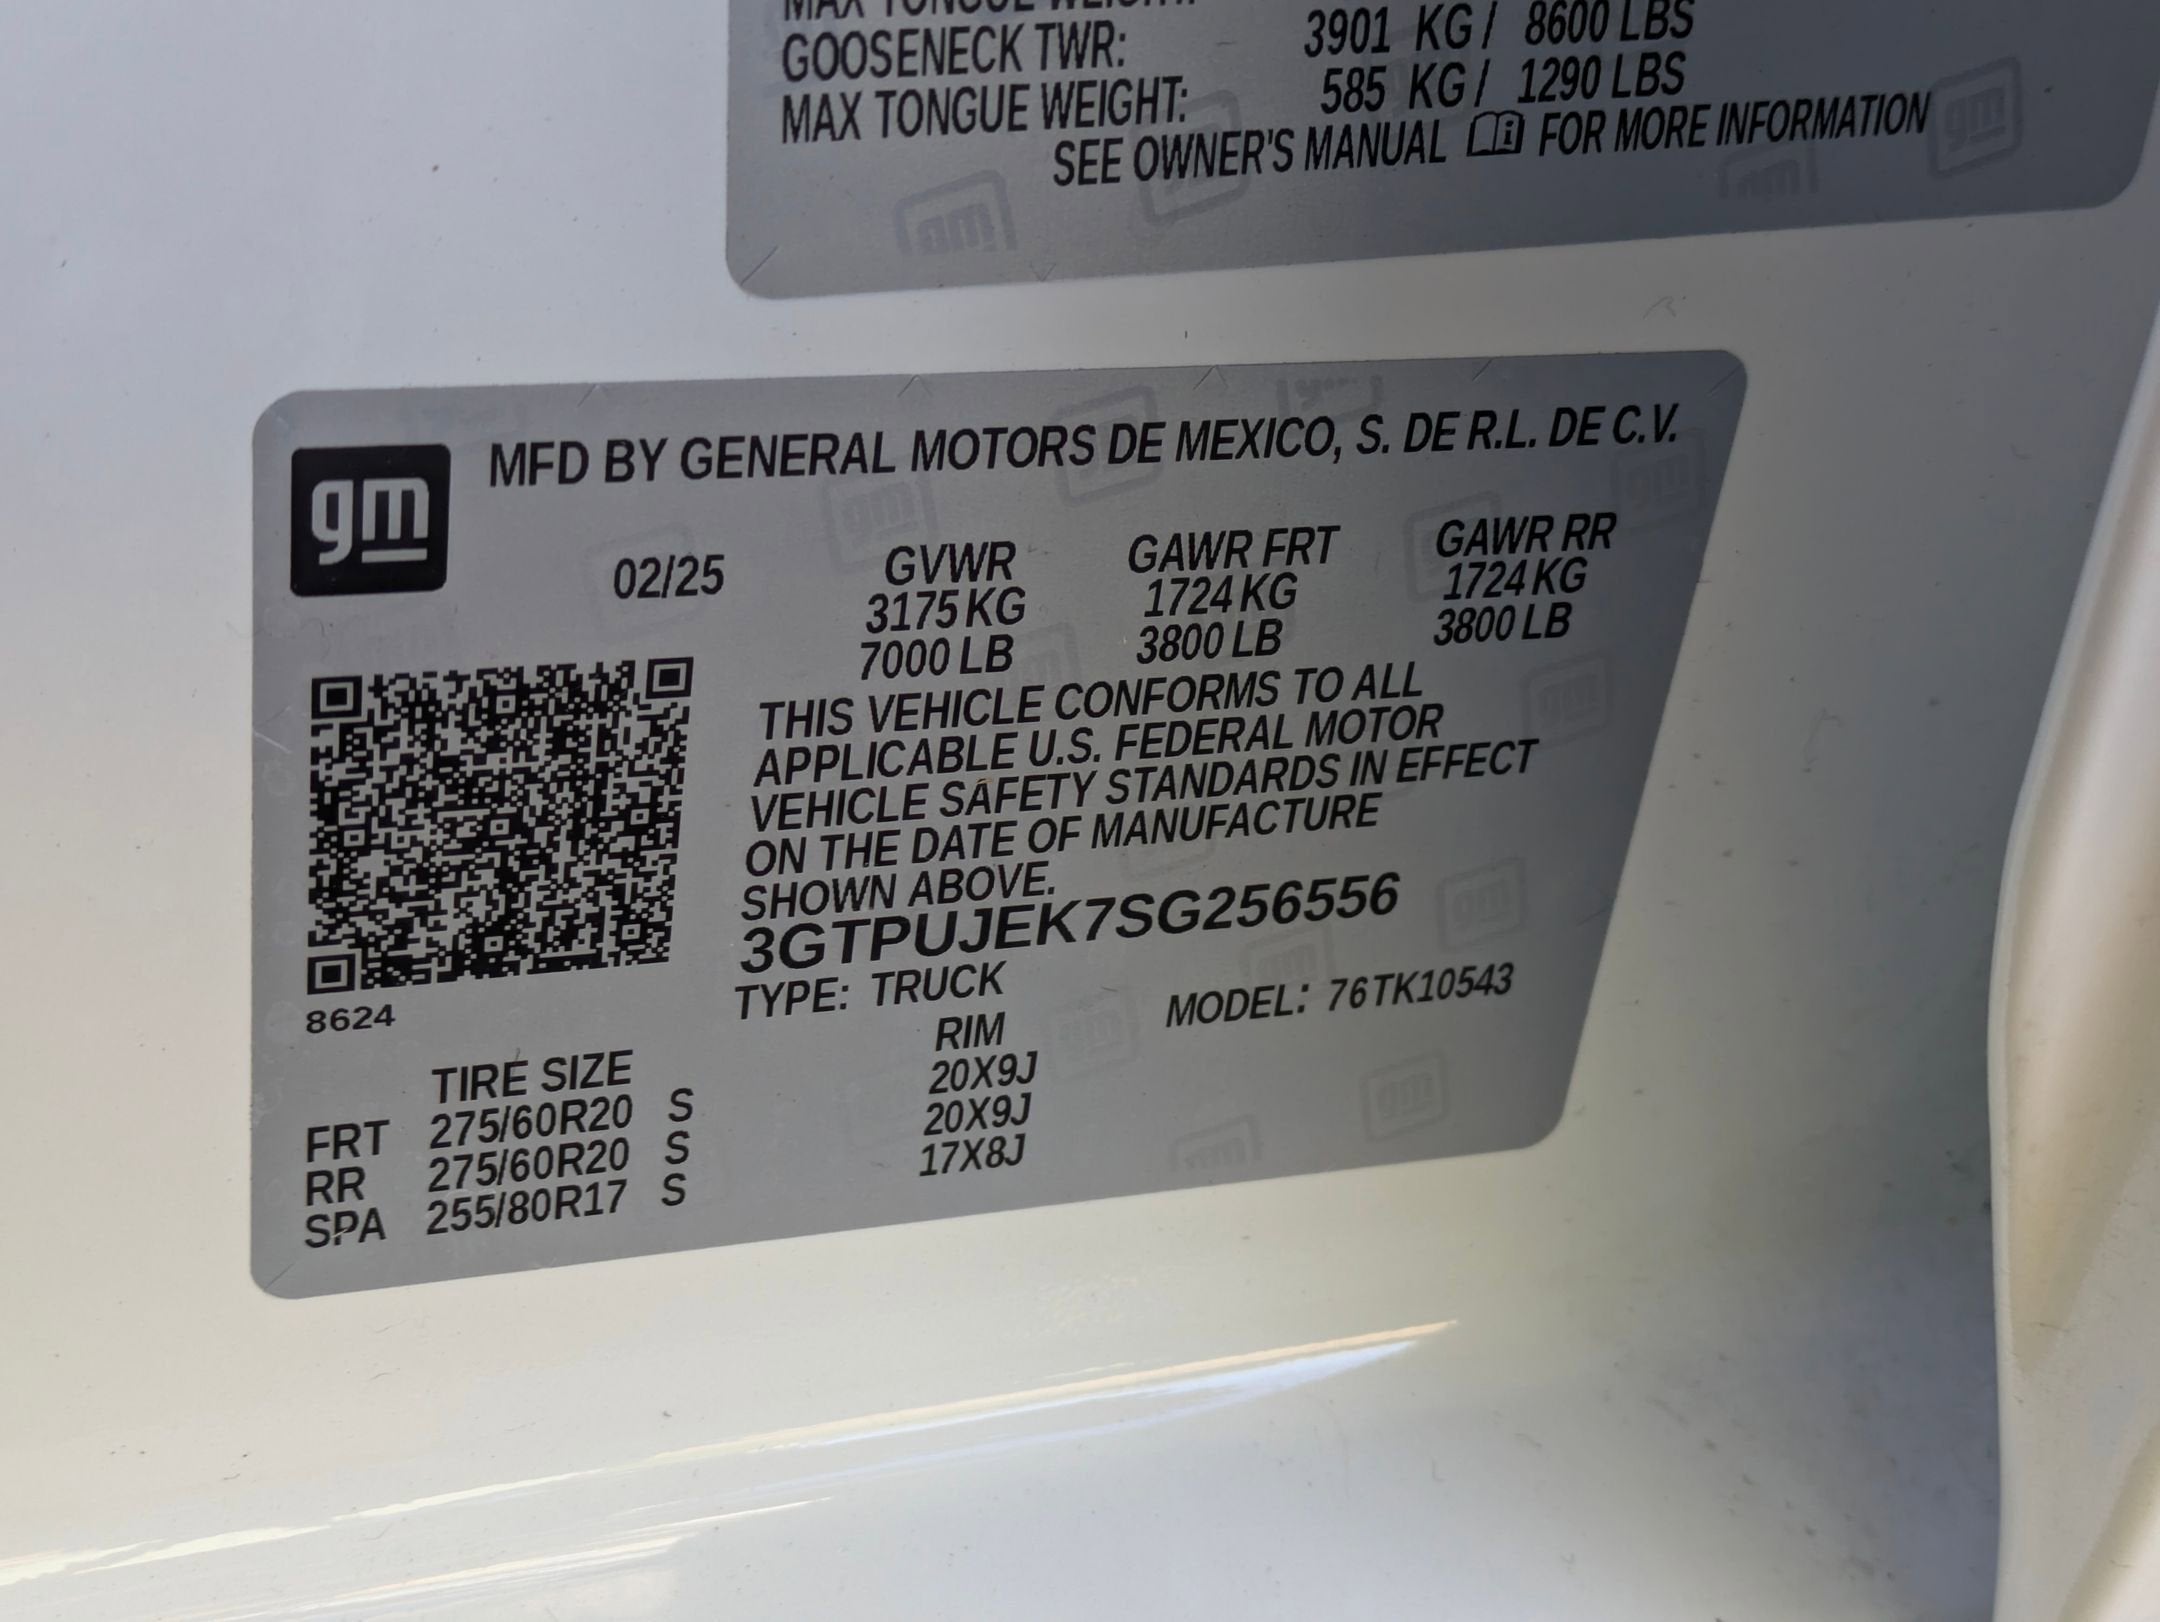 MAX TONGUE WEIGHT:
GOOSENECK TWR: 3901 KG / 8600 LBS
MAX TONGUE WEIGHT: 585 KG / 1290 LBS
SEE OWNER'S MANUAL FOR MORE INFORMATION
gm
MFD BY GENERAL MOTORS DE MEXICO, S. DE R.L. DE C.V.
02/25 GVWR GAWR FRT GAWR RR
3175 KG 1724 KG 1724 KG
7000 LB 3800 LB 3800 LB
THIS VEHICLE CONFORMS TO ALL
APPLICABLE U.S. FEDERAL MOTOR
VEHICLE SAFETY STANDARDS IN EFFECT
ON THE DATE OF MANUFACTURE
SHOWN ABOVE.
3GTPUJEK7SG256556
TYPE: TRUCK MODEL: 76TK10543
8624
TIRE SIZE RIM
FRT 275/60R20 S 20X9J
RR 275/60R20 S 20X9J
SPA 255/80R17 S 17X8J